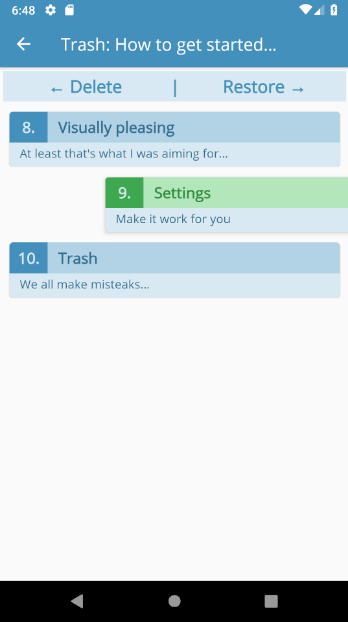 6:48
Trash: How to get started...
← Delete | Restore →
8. Visually pleasing
At least that's what I was aiming for...
9. Settings
Make it work for you
10. Trash
We all make misteaks...